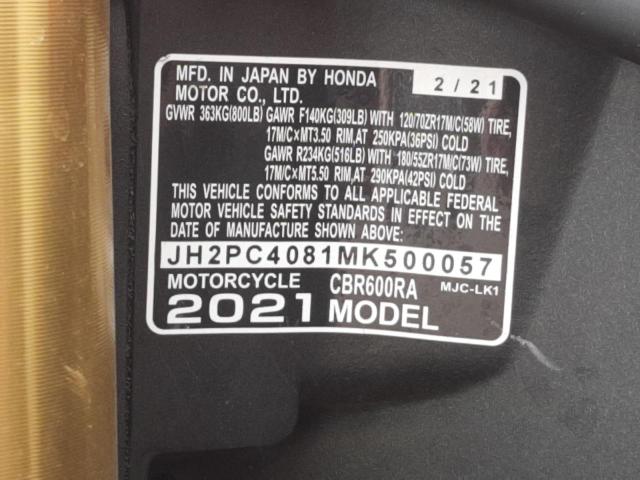 MFD. IN JAPAN BY HONDA 2/21
MOTOR CO., LTD.
GVWR 363KG(800LB) GAWR F140KG(309LB) WITH 120/70ZR17M/C(58W) TIRE,
17M/C×MT3.50 RIM,AT 250KPA(36PSI) COLD
GAWR R234KG(516LB) WITH 180/55ZR17M/C(73W) TIRE,
17M/C×MT5.50 RIM,AT 290KPA(42PSI) COLD
THIS VEHICLE CONFORMS TO ALL APPLICABLE FEDERAL
MOTOR VEHICLE SAFETY STANDARDS IN EFFECT ON THE
DATE OF MANUFACTURE SHOWN ABOVE:
JH2PC4081MK500057
MOTORCYCLE CBR600RA MJC-LK1
2021 MODEL